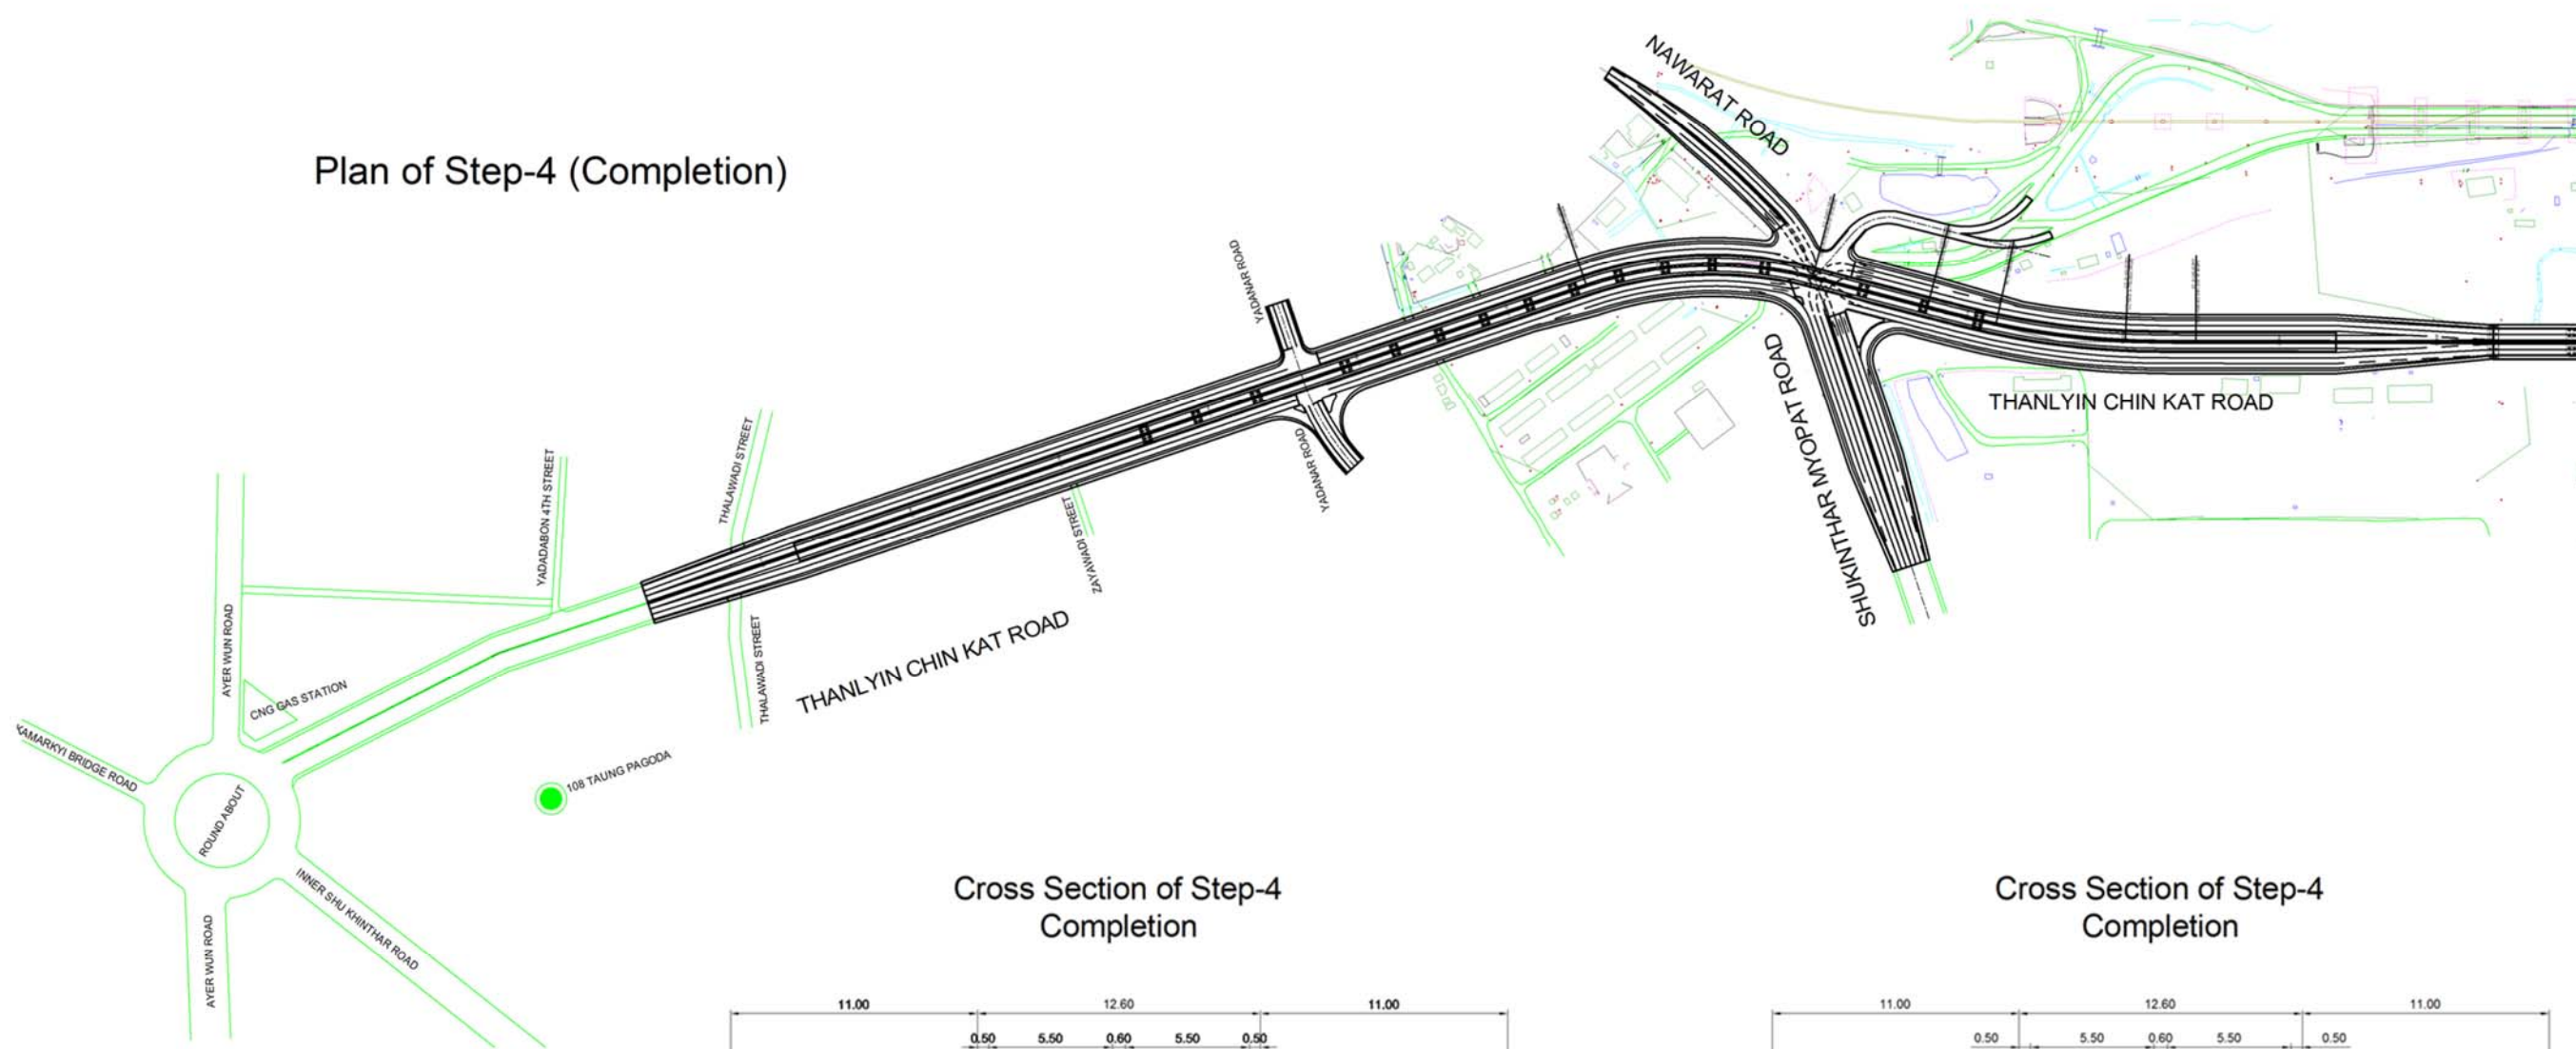 Plan of Step-4 (Completion)
NAWARAT ROAD
YADANAR ROAD
YADANAR ROAD
SHUKINTHAR MYOPAT ROAD
THANLYIN CHIN KAT ROAD
THALAWADI STREET
YADADABON 4TH STREET
ZAYAWADI STREET
THALAWADI STREET
THANLYIN CHIN KAT ROAD
AYER WUN ROAD
CNG GAS STATION
KAMARKYI BRIDGE ROAD
ROUND ABOUT
108 TAUNG PAGODA
INNER SHU KHINTHAR ROAD
AYER WUN ROAD
Cross Section of Step-4
Completion
11.00 12.60 11.00
0.50 5.50 0.60 5.50 0.50
Cross Section of Step-4
Completion
11.00 12.60 11.00
0.50 5.50 0.60 5.50 0.50